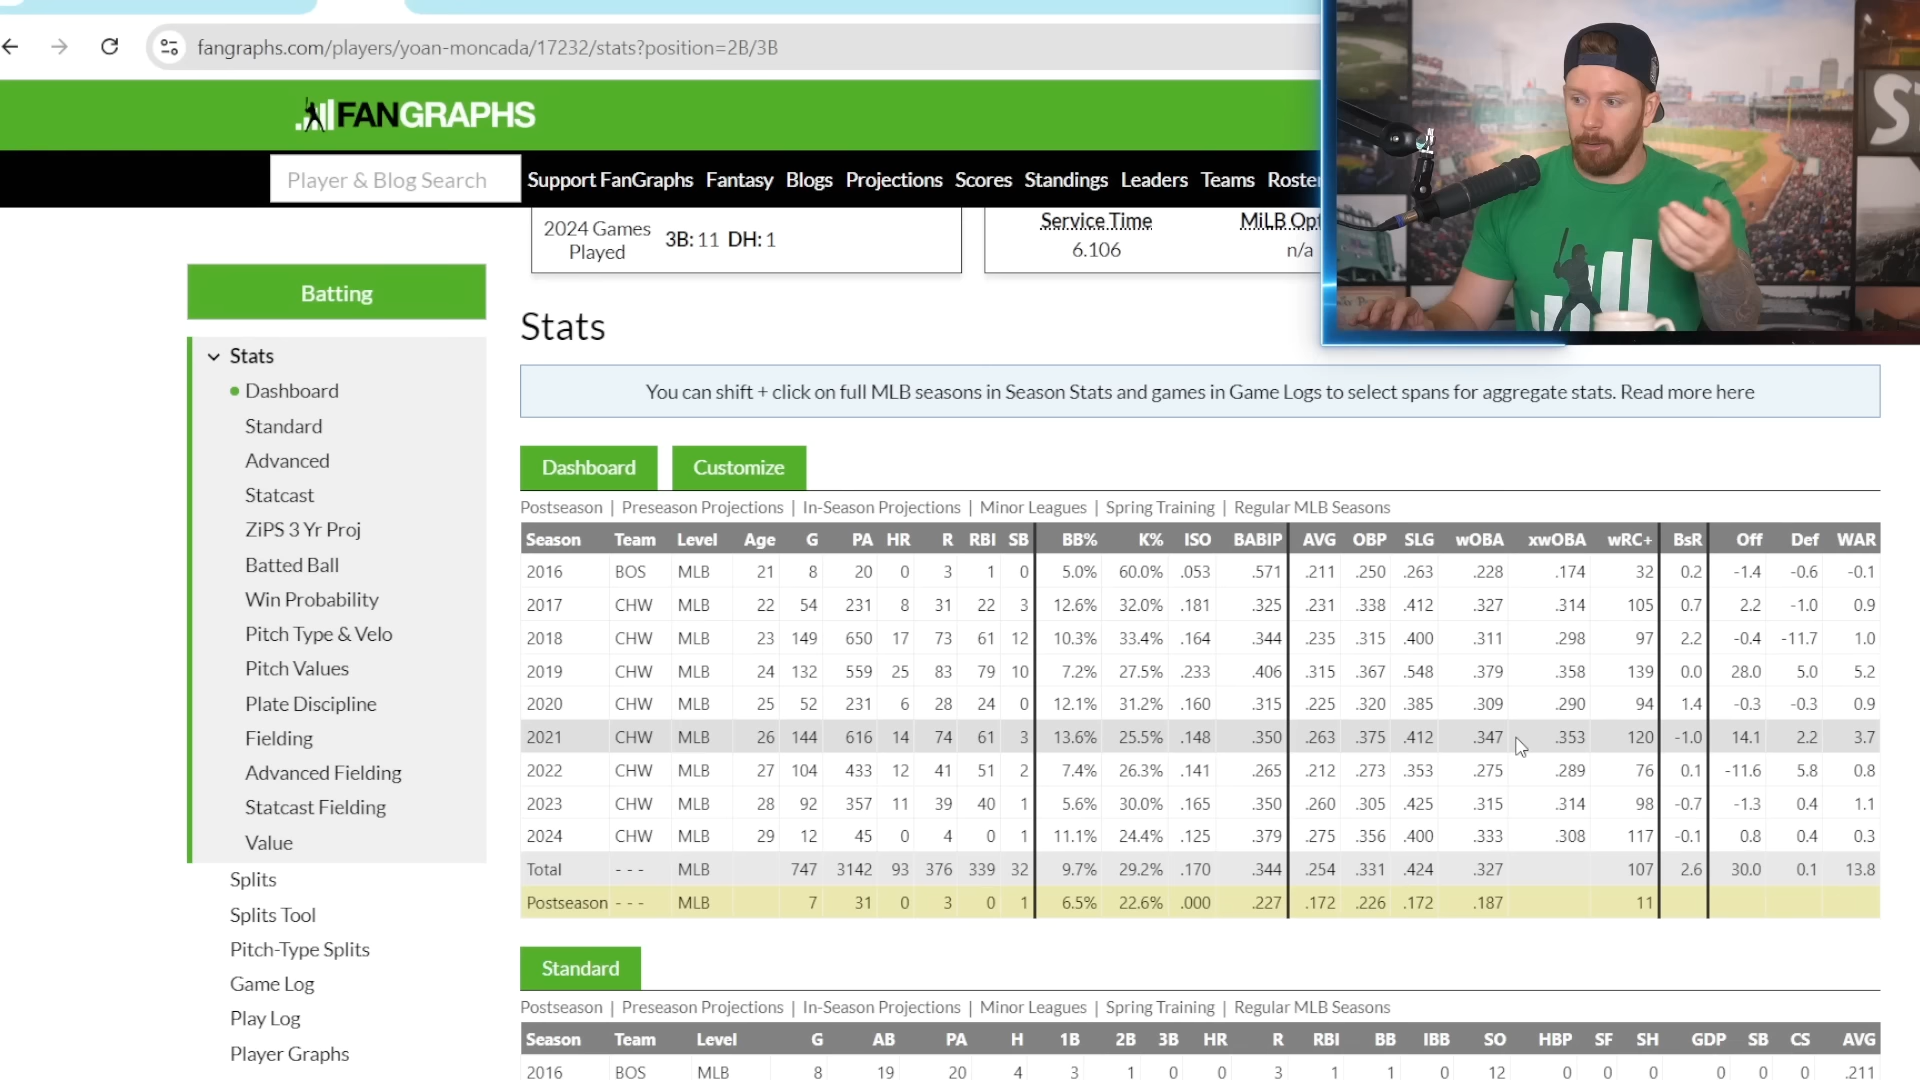 fangraphs.com/players/yoan-moncada/17232/stats?position=2B/3B
FANGRAPHS
Player & Blog Search Support FanGraphs Fantasy Blogs Projections Scores Standings Leaders Teams Roster
2024 Games Played 3B: 11 DH: 1
Service Time MiLB Opt
6.106 n/a
Batting
Stats
Dashboard
Standard
Advanced
Statcast
ZiPS 3 Yr Proj
Batted Ball
Win Probability
Pitch Type & Velo
Pitch Values
Plate Discipline
Fielding
Advanced Fielding
Statcast Fielding
Value
Splits
Splits Tool
Pitch-Type Splits
Game Log
Play Log
Player Graphs
Stats
You can shift + click on full MLB seasons in Season Stats and games in Game Logs to select spans for aggregate stats. Read more here
Dashboard Customize
Postseason | Preseason Projections | In-Season Projections | Minor Leagues | Spring Training | Regular MLB Seasons
Season Team Level Age G PA HR R RBI SB BB% K% ISO BABIP AVG OBP SLG wOBA xwOBA wRC+ BsR Off Def WAR
2016 BOS MLB 21 8 20 0 3 1 0 5.0% 60.0% .053 .571 .211 .250 .263 .228 .174 32 0.2 -1.4 -0.6 -0.1
2017 CHW MLB 22 54 231 8 31 22 3 12.6% 32.0% .181 .325 .231 .338 .412 .327 .314 105 0.7 2.2 -1.0 0.9
2018 CHW MLB 23 149 650 17 73 61 12 10.3% 33.4% .164 .344 .235 .315 .400 .311 .298 97 2.2 -0.4 -11.7 1.0
2019 CHW MLB 24 132 559 25 83 79 10 7.2% 27.5% .233 .406 .315 .367 .548 .379 .358 139 0.0 28.0 5.0 5.2
2020 CHW MLB 25 52 231 6 28 24 0 12.1% 31.2% .160 .315 .225 .320 .385 .309 .290 94 1.4 -0.3 -0.3 0.9
2021 CHW MLB 26 144 616 14 74 61 3 13.6% 25.5% .148 .350 .263 .375 .412 .347 .353 120 -1.0 14.1 2.2 3.7
2022 CHW MLB 27 104 433 12 41 51 2 7.4% 26.3% .141 .265 .212 .273 .353 .275 .289 76 0.1 -11.6 5.8 0.8
2023 CHW MLB 28 92 357 11 39 40 1 5.6% 30.0% .165 .350 .260 .305 .425 .315 .314 98 -0.7 -1.3 0.4 1.1
2024 CHW MLB 29 12 45 0 4 0 1 11.1% 24.4% .125 .379 .275 .356 .400 .333 .308 117 -0.1 0.8 0.4 0.3
Total - - - MLB 747 3142 93 376 339 32 9.7% 29.2% .170 .344 .254 .331 .424 .327 107 2.6 30.0 0.1 13.8
Postseason - - - MLB 7 31 0 3 0 1 6.5% 22.6% .000 .227 .172 .226 .172 .187 11
Standard
Postseason | Preseason Projections | In-Season Projections | Minor Leagues | Spring Training | Regular MLB Seasons
Season Team Level G AB PA H 1B 2B 3B HR R RBI BB IBB SO HBP SF SH GDP SB CS AVG
2016 BOS MLB 8 19 20 4 3 1 0 0 3 1 1 0 12 0 0 0 0 0 0 .211